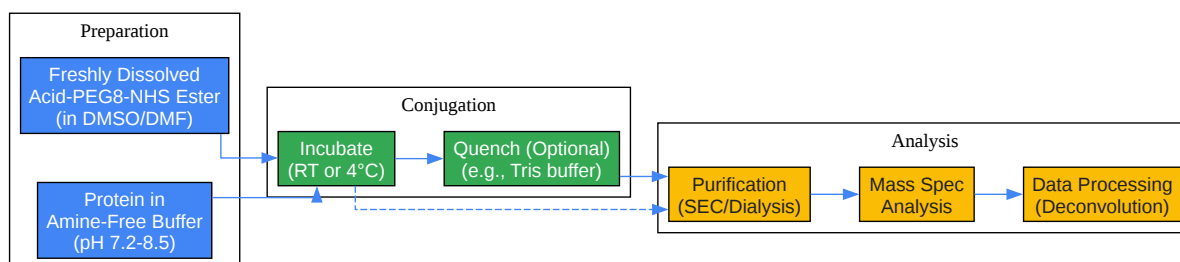 Preparation
Freshly Dissolved
Acid-PEG8-NHS Ester
(in DMSO/DMF)
Protein in
Amine-Free Buffer
(pH 7.2-8.5)
Conjugation
Incubate
(RT or 4°C)
Quench (Optional)
(e.g., Tris buffer)
Analysis
Purification
(SEC/Dialysis)
Mass Spec
Analysis
Data Processing
(Deconvolution)